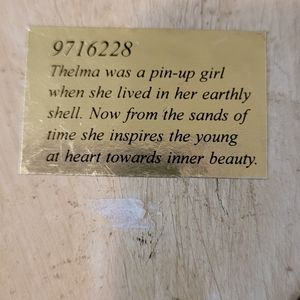 9716228
Thelma was a pin-up girl
when she lived in her earthly
shell. Now from the sands of
time she inspires the young
at heart towards inner beauty.